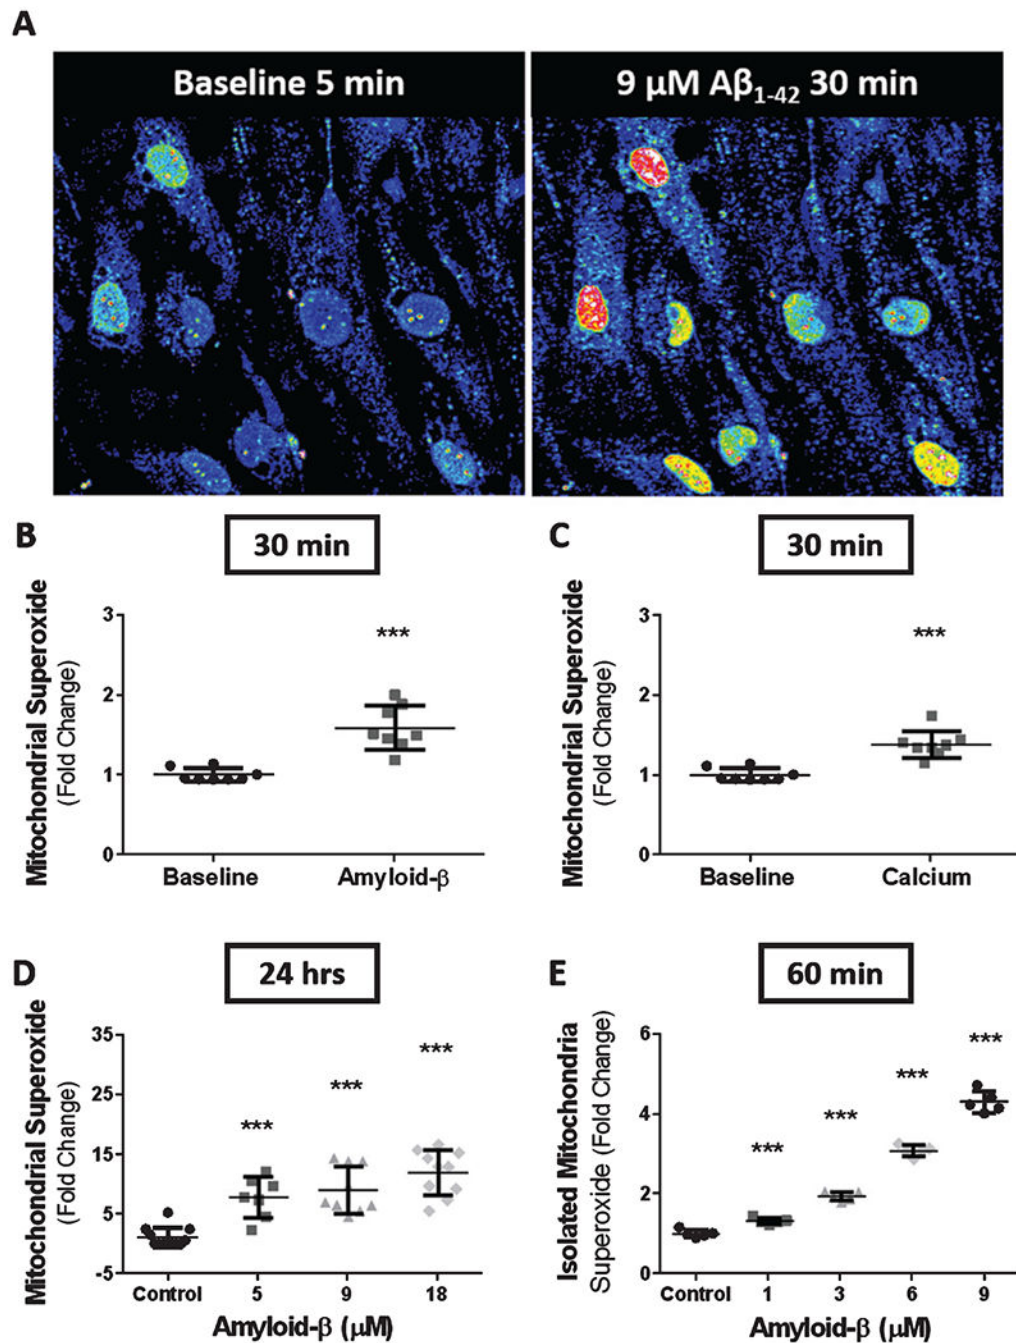 A
Baseline 5 min
9 μM Aβ1-42 30 min
B
30 min
Mitochondrial Superoxide
(Fold Change)
3
2
1
0
***
Baseline
Amyloid-β
C
30 min
Mitochondrial Superoxide
(Fold Change)
3
2
1
0
***
Baseline
Calcium
D
24 hrs
Mitochondrial Superoxide
(Fold Change)
35
25
15
5
-5
***
***
***
Control
5
9
18
Amyloid-β (μM)
E
60 min
Isolated Mitochondria
Superoxide (Fold Change)
6
4
2
0
***
***
***
***
Control
1
3
6
9
Amyloid-β (μM)